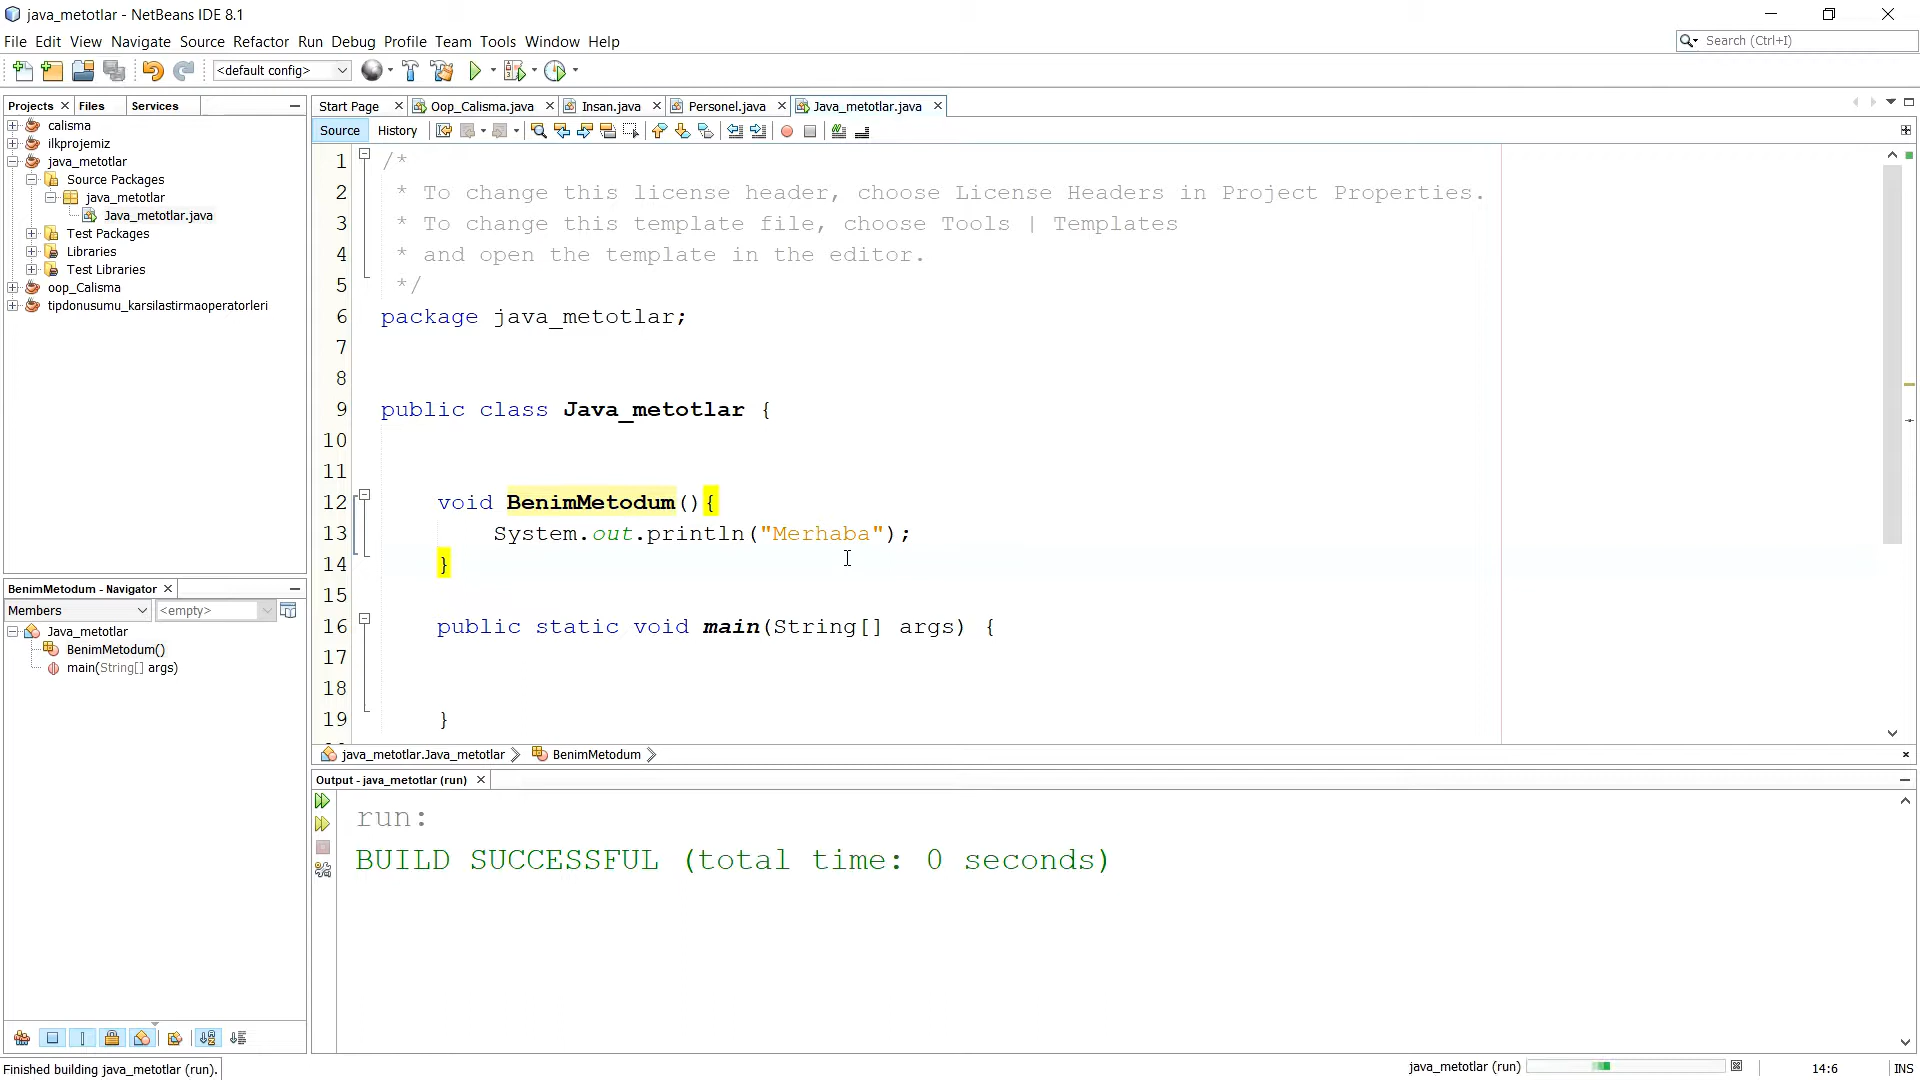 java_metotlar - NetBeans IDE 8.1
File Edit View Navigate Source Refactor Run Debug Profile Team Tools Window Help
Search (Ctrl+I)
<default config>
Projects Files Services
calisma
ilkprojemiz
java_metotlar
Source Packages
java_metotlar
Java_metotlar.java
Test Packages
Libraries
Test Libraries
oop_Calisma
tipdonusumu_karsilastirmaoperatorleri
BenimMetodum - Navigator
Members <empty>
Java_metotlar
BenimMetodum()
main(String[] args)
Start Page Oop_Calisma.java Insan.java Personel.java Java_metotlar.java
Source History
1 /*
2 * To change this license header, choose License Headers in Project Properties.
3 * To change this template file, choose Tools | Templates
4 * and open the template in the editor.
5 */
6 package java_metotlar;
7
8
9 public class Java_metotlar {
10
11
12 void BenimMetodum(){
13 System.out.println("Merhaba");
14 }
15
16 public static void main(String[] args) {
17
18
19 }
java_metotlar.Java_metotlar BenimMetodum
Output - java_metotlar (run)
run:
BUILD SUCCESSFUL (total time: 0 seconds)
Finished building java_metotlar (run).
java_metotlar (run) 14:6 INS